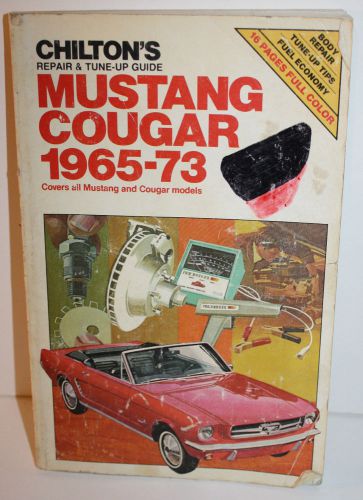 CHILTON'S
REPAIR & TUNE-UP GUIDE
MUSTANG
COUGAR
1965-73
Covers all Mustang and Cougar models
BODY
REPAIR
TUNE-UP TIPS
FUEL ECONOMY
16 PAGES FULL COLOR